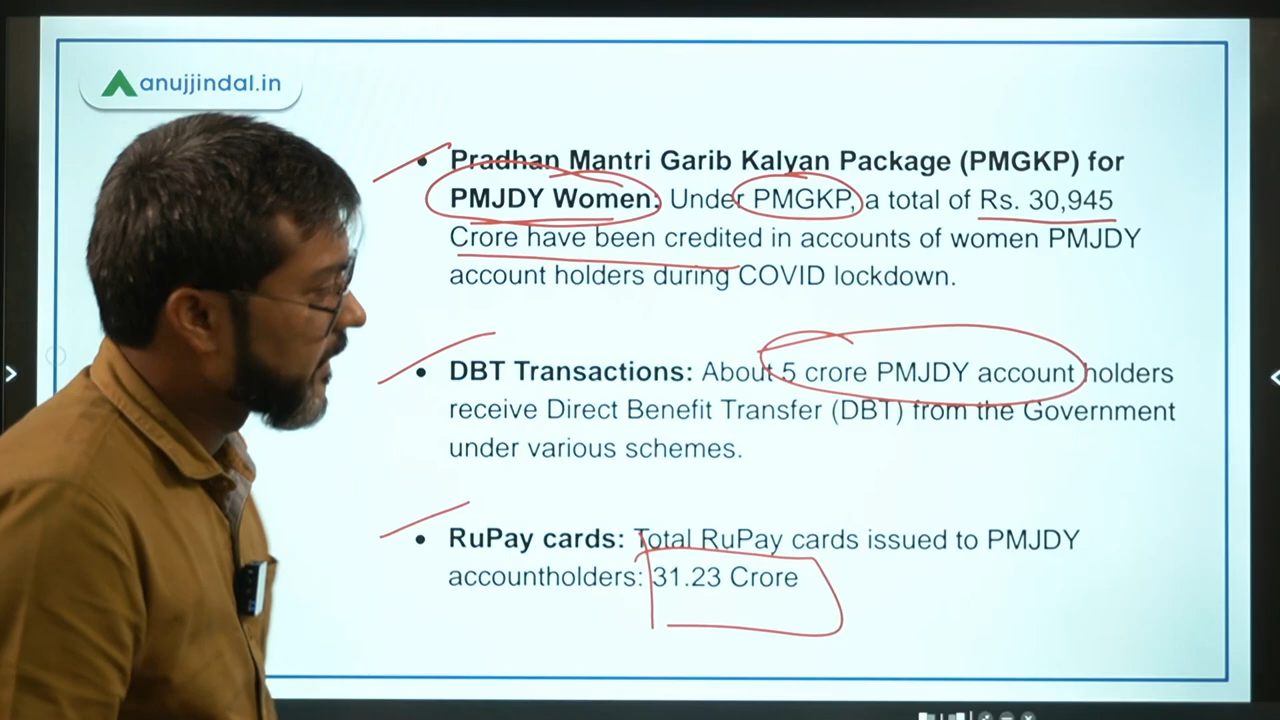 anujjindal.in
• Pradhan Mantri Garib Kalyan Package (PMGKP) for
PMJDY Women: Under PMGKP, a total of Rs. 30,945
Crore have been credited in accounts of women PMJDY
account holders during COVID lockdown.
• DBT Transactions: About 5 crore PMJDY account holders
receive Direct Benefit Transfer (DBT) from the Government
under various schemes.
• RuPay cards: Total RuPay cards issued to PMJDY
accountholders: 31.23 Crore